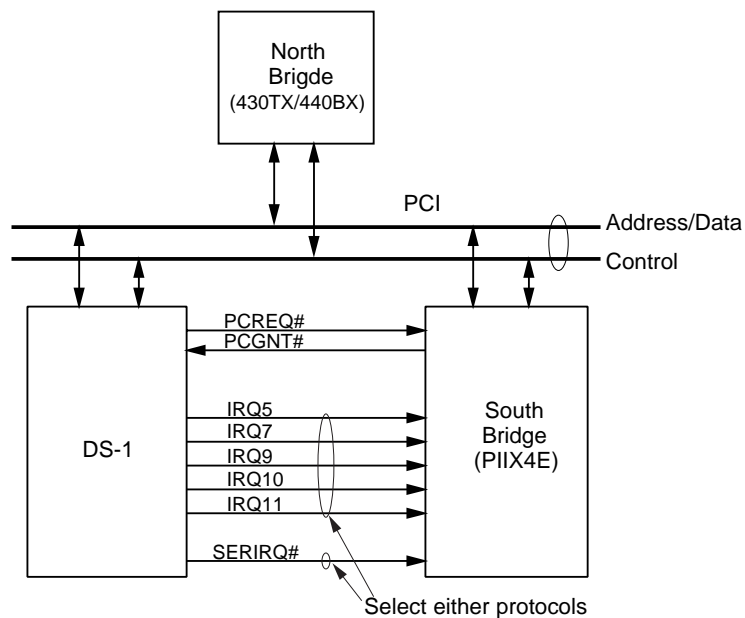 North
Brigde
(430TX/440BX)
PCI
Address/Data
Control
PCREQ#
PCGNT#
IRQ5
IRQ7
IRQ9
IRQ10
IRQ11
SERIRQ#
DS-1
South
Bridge
(PIIX4E)
Select either protocols